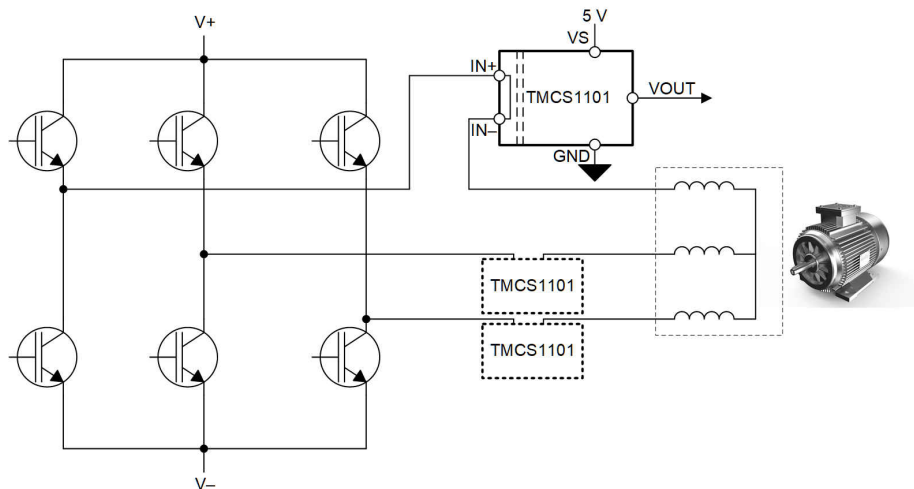 V+
5 V
VS
IN+
TMCS1101
VOUT
IN–
GND
TMCS1101
TMCS1101
V–